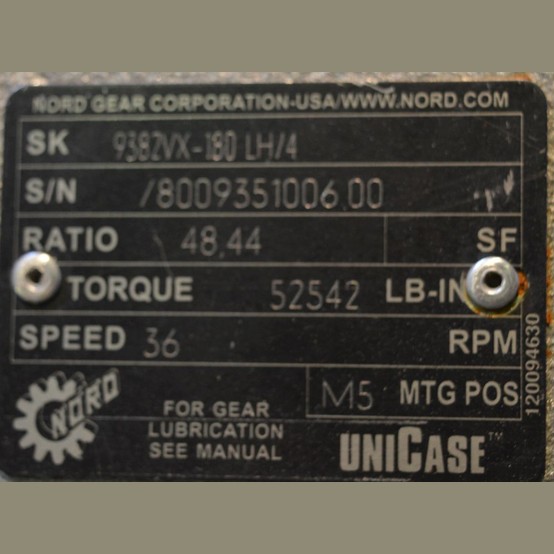 NORD GEAR CORPORATION-USA/WWW.NORD.COM
SK 9382VX-180 LH/4
S/N /8009351006.00
RATIO 48.44 SF
TORQUE 52542 LB-IN
SPEED 36 RPM
M5 MTG POS
120094630
NORD
FOR GEAR
LUBRICATION
SEE MANUAL
UNICASE™